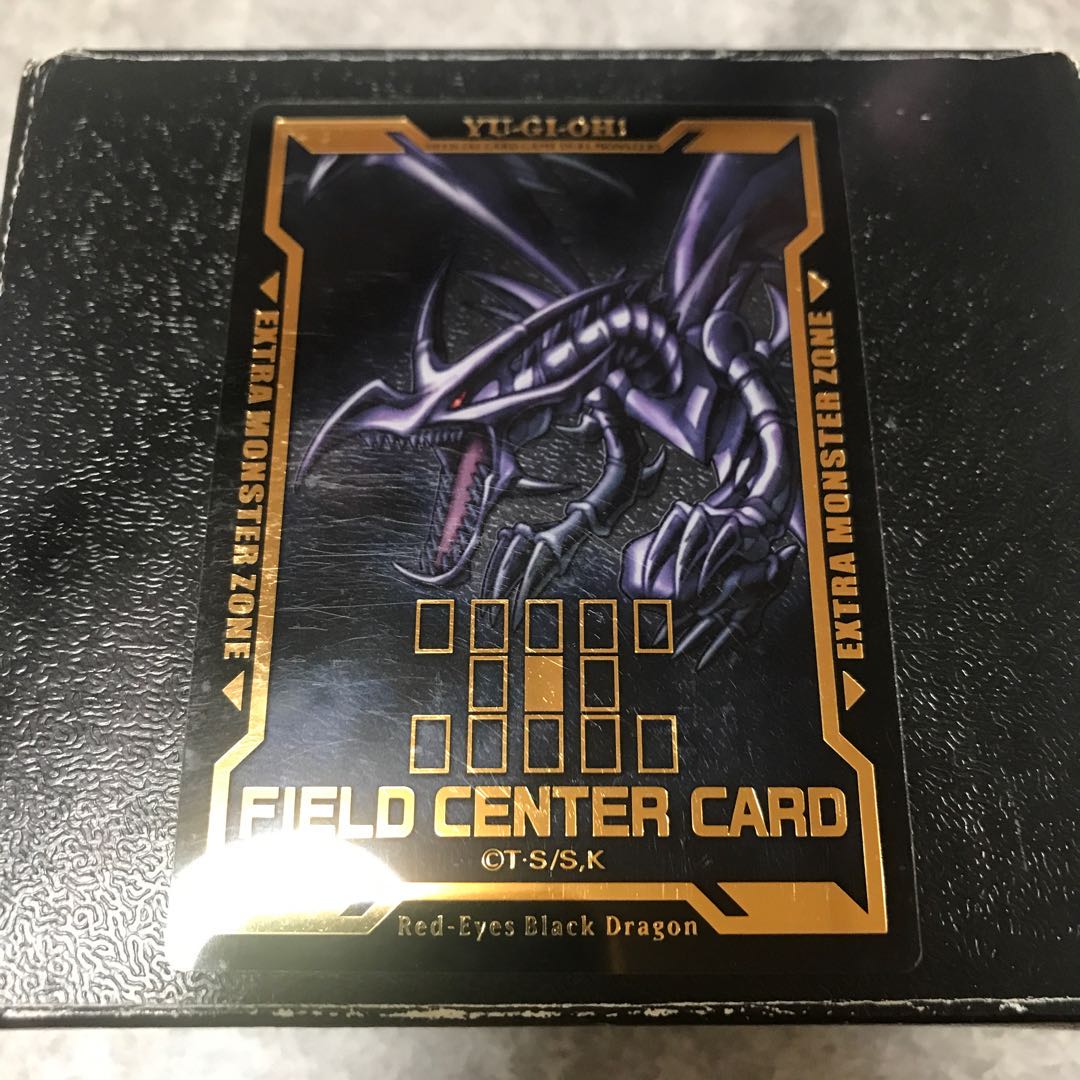 YU-GI-OH!
EXTRA MONSTER ZONE
EXTRA MONSTER ZONE
FIELD CENTER CARD
©T·S/S,K
Red-Eyes Black Dragon